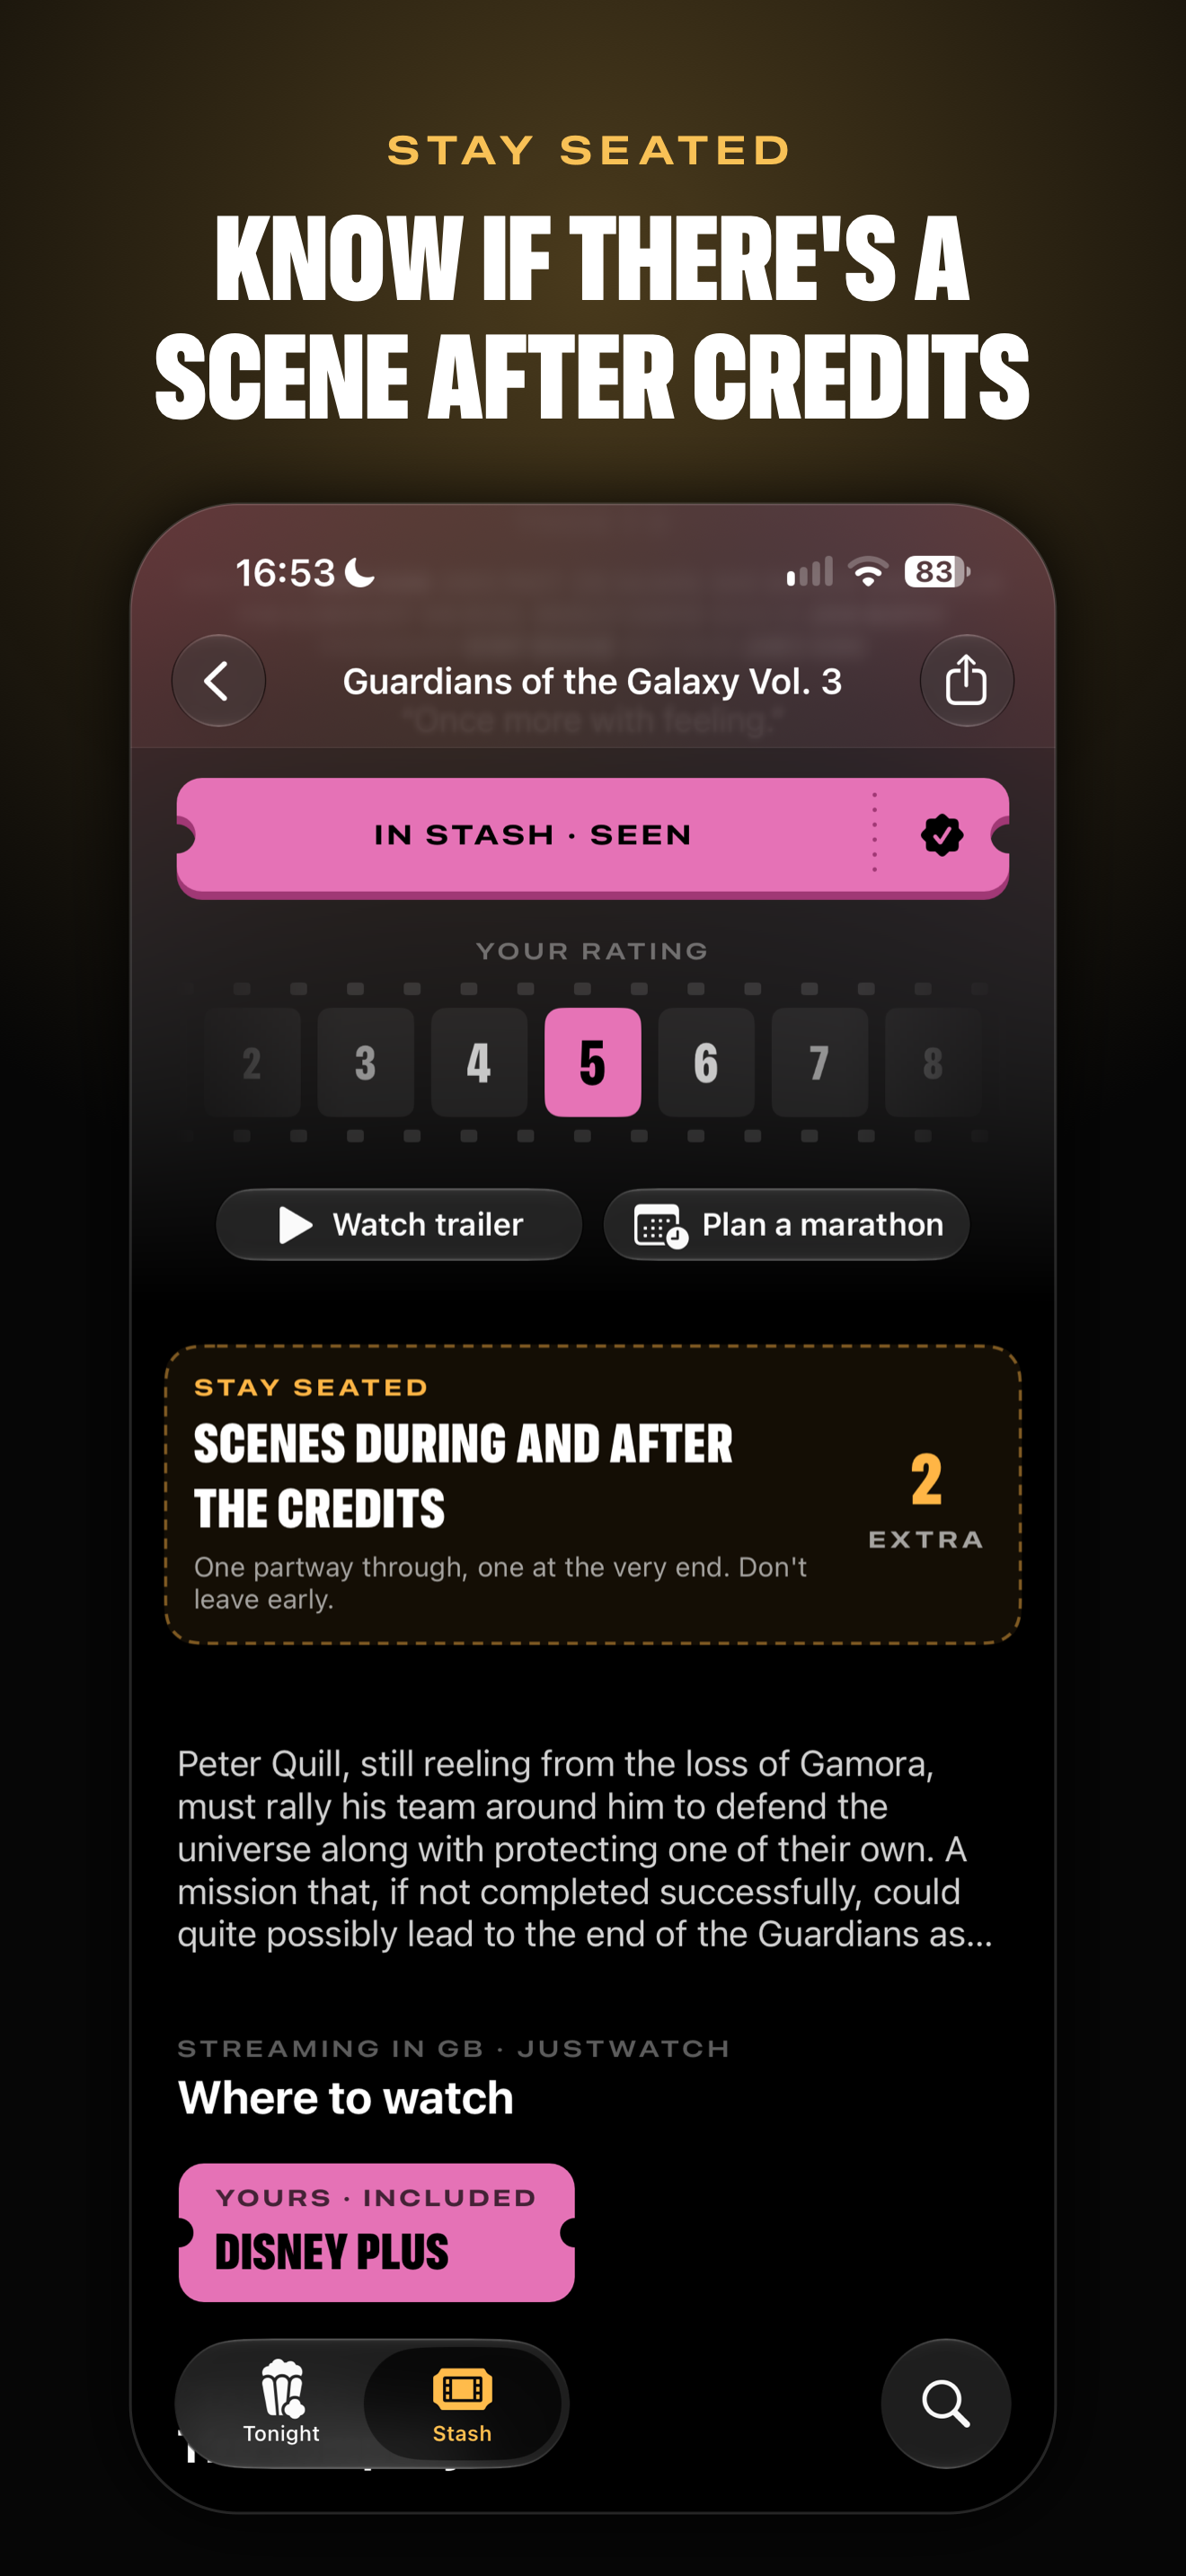 STAY SEATED
KNOW IF THERE'S A
SCENE AFTER CREDITS
16:53
83
Guardians of the Galaxy Vol. 3
"Once more with feeling."
IN STASH · SEEN
YOUR RATING
2 3 4 5 6 7 8
Watch trailer
Plan a marathon
STAY SEATED
SCENES DURING AND AFTER
THE CREDITS
2
EXTRA
One partway through, one at the very end. Don't
leave early.
Peter Quill, still reeling from the loss of Gamora,
must rally his team around him to defend the
universe along with protecting one of their own. A
mission that, if not completed successfully, could
quite possibly lead to the end of the Guardians as...
STREAMING IN GB · JUSTWATCH
Where to watch
YOURS · INCLUDED
DISNEY PLUS
Tonight
Stash